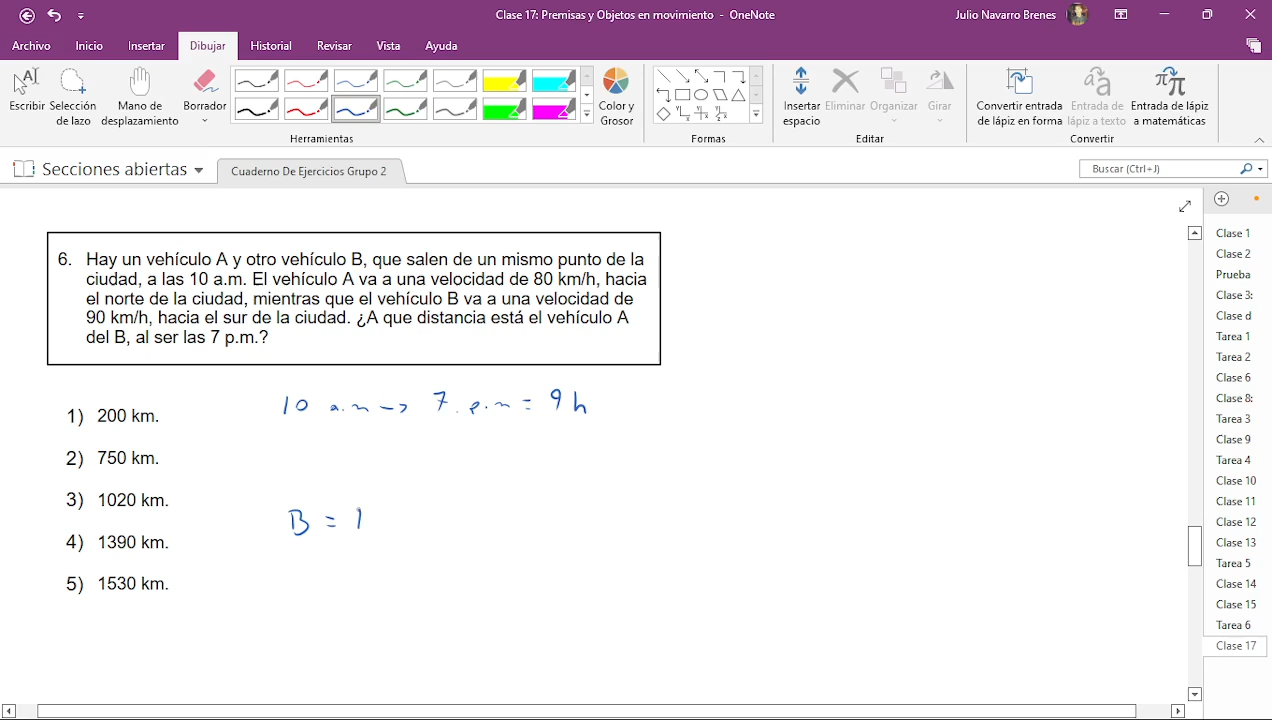 Clase 17: Premisas y Objetos en movimiento - OneNote
Julio Navarro Brenes
Archivo Inicio Insertar Dibujar Historial Revisar Vista Ayuda
Escribir
Selección de lazo
Mano de desplazamiento
Borrador
Color y Grosor
Insertar espacio
Eliminar
Organizar
Girar
Convertir entrada de lápiz en forma
Entrada de lápiz a texto
Entrada de lápiz a matemáticas
Herramientas
Formas
Editar
Convertir
Secciones abiertas
Cuaderno De Ejercicios Grupo 2
Buscar (Ctrl+J)
6. Hay un vehículo A y otro vehículo B, que salen de un mismo punto de la
ciudad, a las 10 a.m. El vehículo A va a una velocidad de 80 km/h, hacia
el norte de la ciudad, mientras que el vehículo B va a una velocidad de
90 km/h, hacia el sur de la ciudad. ¿A que distancia está el vehículo A
del B, al ser las 7 p.m.?
10 a.m -> 7 p.m = 9 h
1) 200 km.
2) 750 km.
3) 1020 km.
B = 1
4) 1390 km.
5) 1530 km.
Clase 1
Clase 2
Prueba
Clase 3:
Clase d
Tarea 1
Tarea 2
Clase 6
Clase 8:
Tarea 3
Clase 9
Tarea 4
Clase 10
Clase 11
Clase 12
Clase 13
Tarea 5
Clase 14
Clase 15
Tarea 6
Clase 17